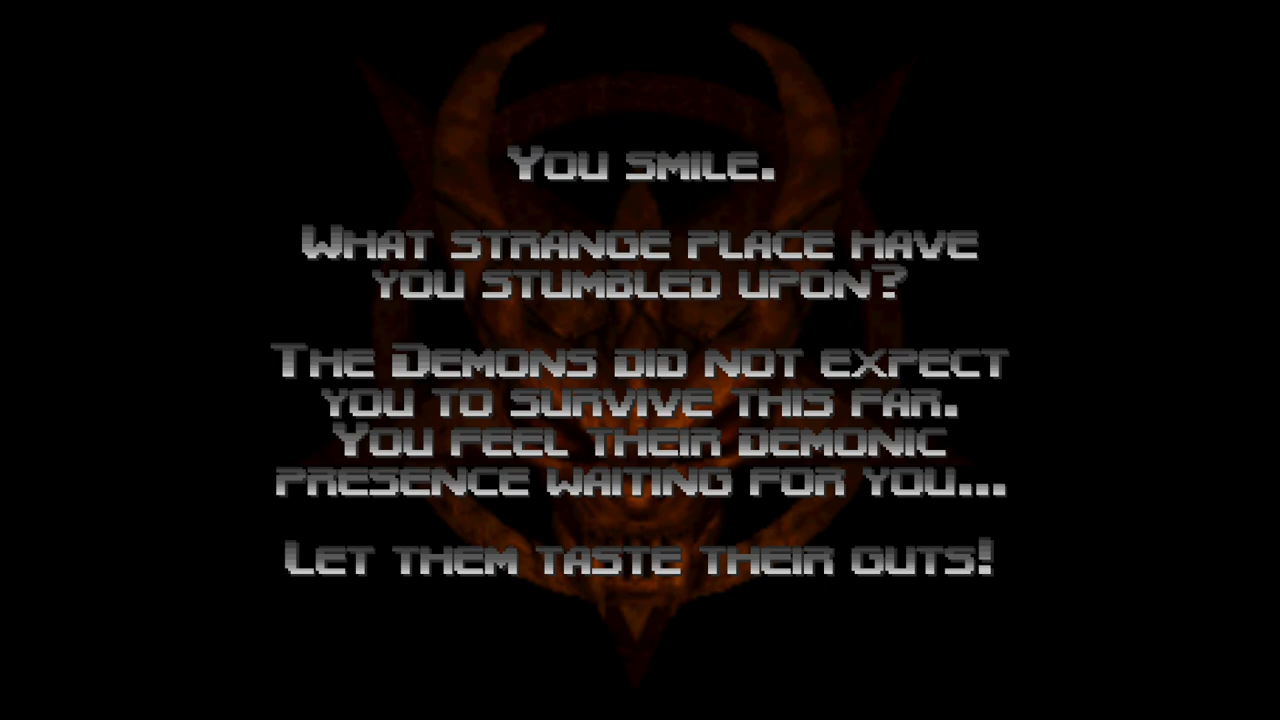 You smile.
What strange place have
you stumbled upon?
The Demons did not expect
you to survive this far.
You feel their demonic
presence waiting for you...
Let them taste their guts!